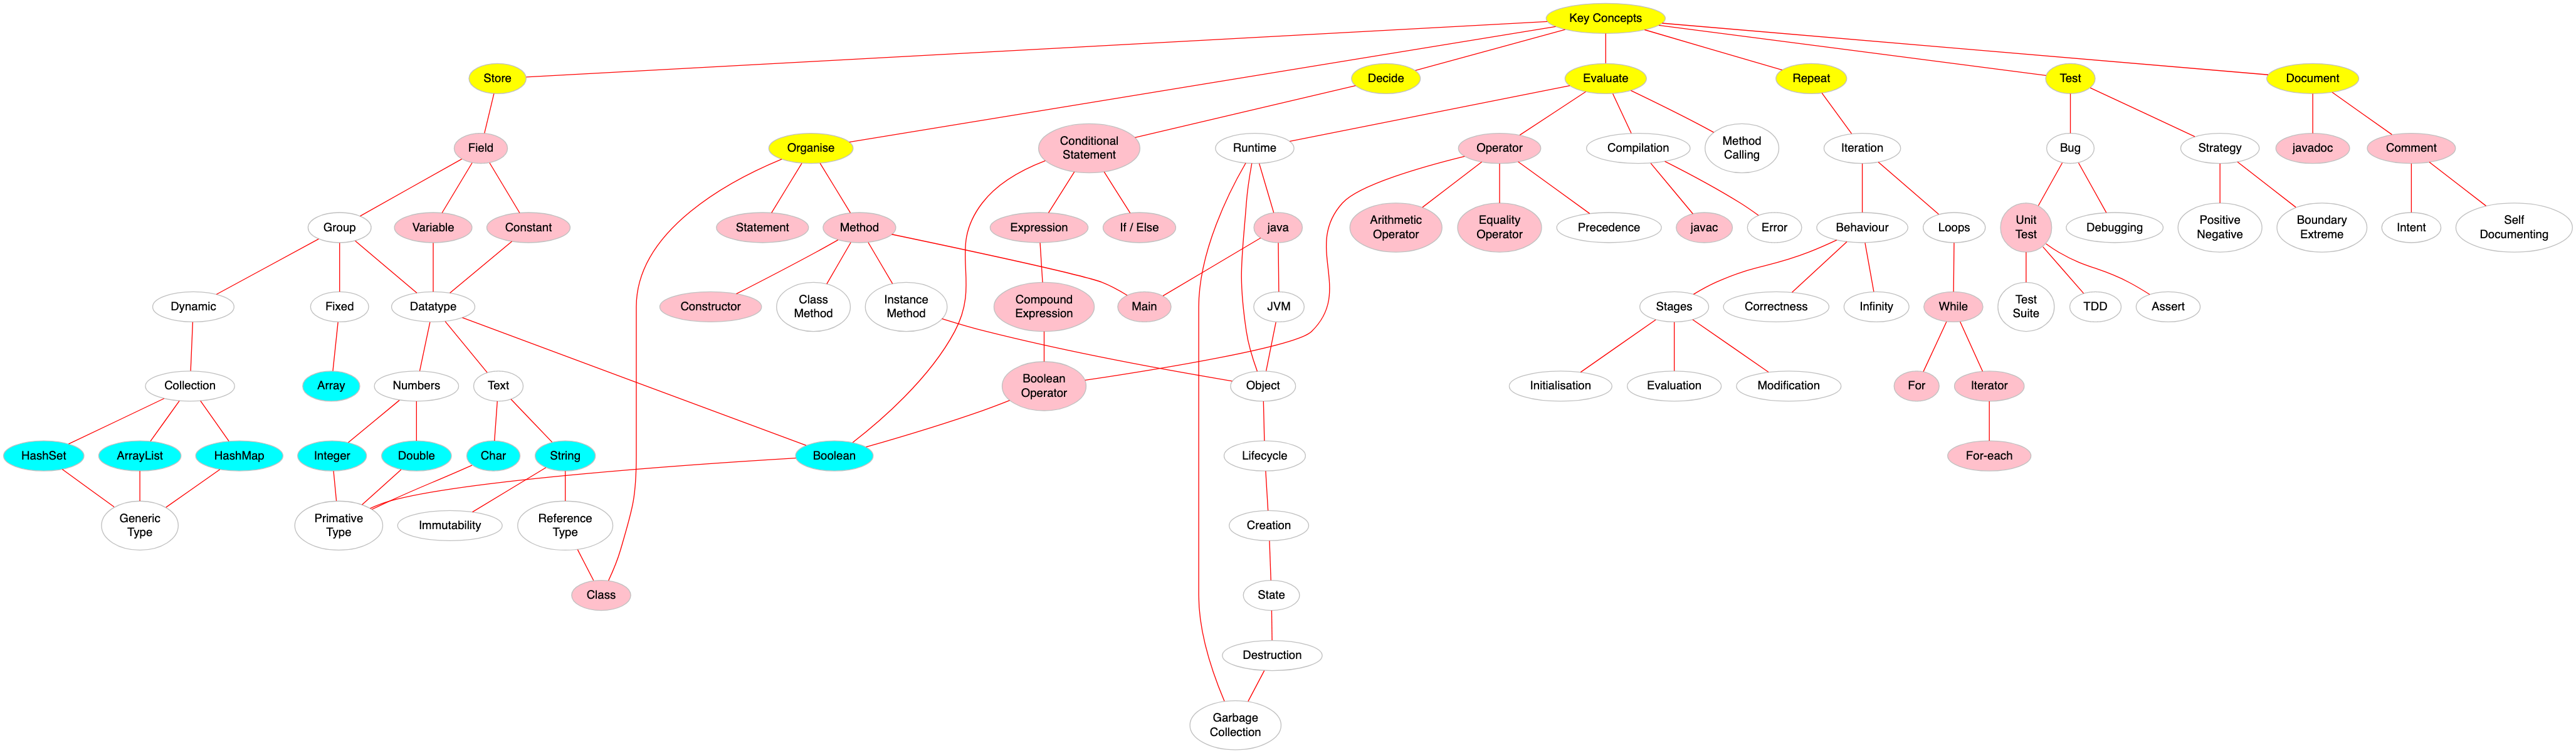 Key Concepts
Store
Decide
Evaluate
Repeat
Test
Document
Field
Organise
Conditional
Statement
Runtime
Operator
Compilation
Method
Calling
Iteration
Bug
Strategy
javadoc
Comment
Group
Variable
Constant
Statement
Method
Expression
If / Else
java
Arithmetic
Operator
Equality
Operator
Precedence
javac
Error
Behaviour
Loops
Unit
Test
Debugging
Positive
Negative
Boundary
Extreme
Intent
Self
Documenting
Dynamic
Fixed
Datatype
Constructor
Class
Method
Instance
Method
Compound
Expression
Main
JVM
Stages
Correctness
Infinity
While
Test
Suite
TDD
Assert
Collection
Array
Numbers
Text
Boolean
Operator
Object
Initialisation
Evaluation
Modification
For
Iterator
HashSet
ArrayList
HashMap
Integer
Double
Char
String
Boolean
Lifecycle
For-each
Generic
Type
Primative
Type
Immutability
Reference
Type
Creation
Class
State
Destruction
Garbage
Collection